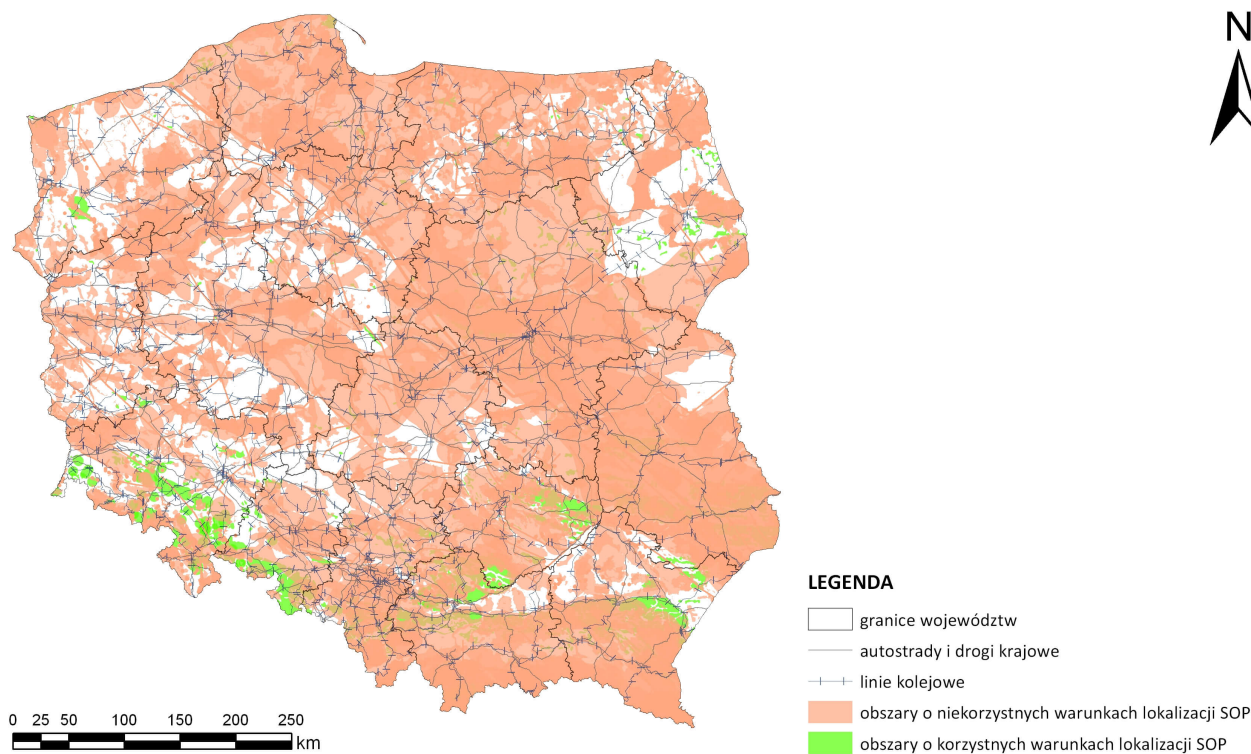 N
LEGENDA
granice województw
autostrady i drogi krajowe
linie kolejowe
obszary o niekorzystnych warunkach lokalizacji SOP
obszary o korzystnych warunkach lokalizacji SOP
0 25 50 100 150 200 250
km